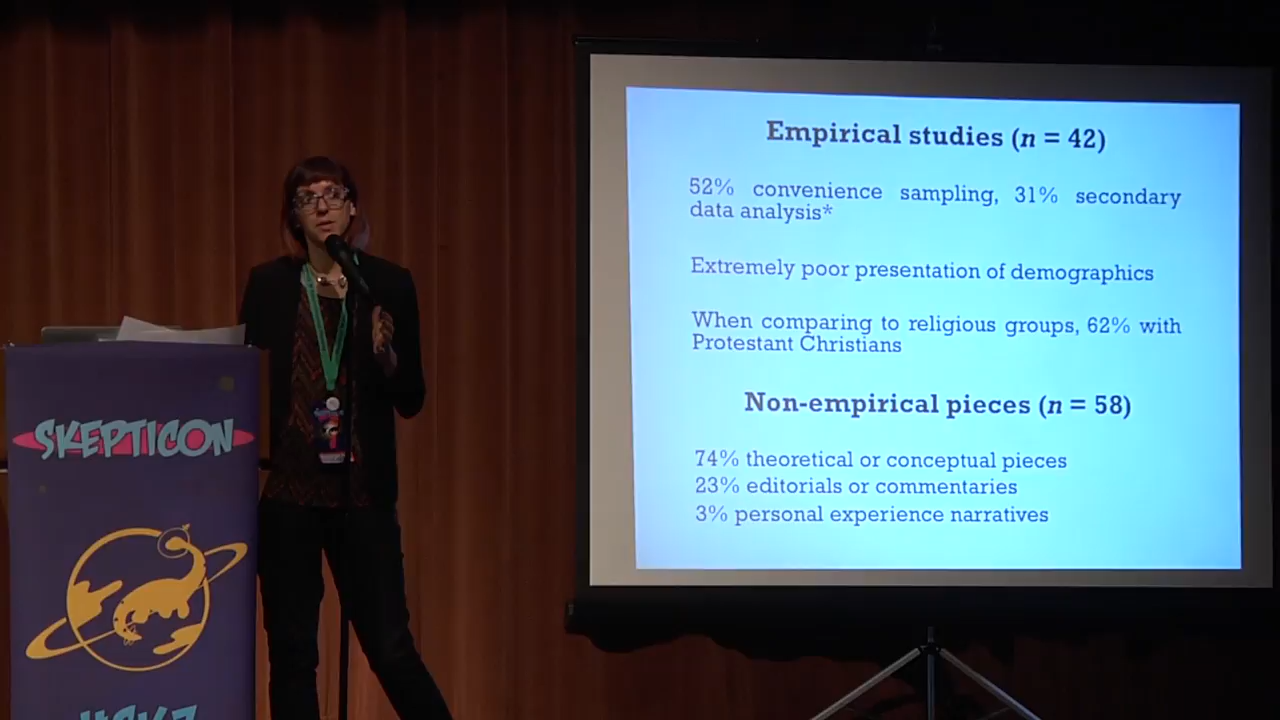 SKEPTICON
Empirical studies (n = 42)
52% convenience sampling, 31% secondary
data analysis*
Extremely poor presentation of demographics
When comparing to religious groups, 62% with
Protestant Christians
Non-empirical pieces (n = 58)
74% theoretical or conceptual pieces
23% editorials or commentaries
3% personal experience narratives